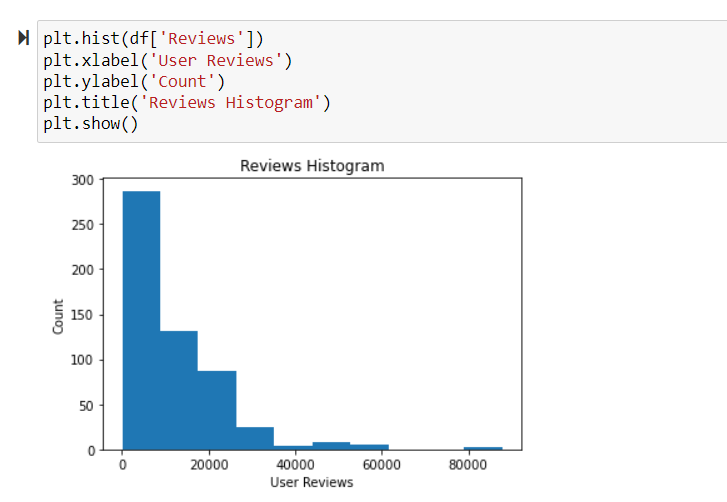 plt.hist(df['Reviews'])
plt.xlabel('User Reviews')
plt.ylabel('Count')
plt.title('Reviews Histogram')
plt.show()
Reviews Histogram
300
250
200
150
100
50
0
Count
0 20000 40000 60000 80000
User Reviews